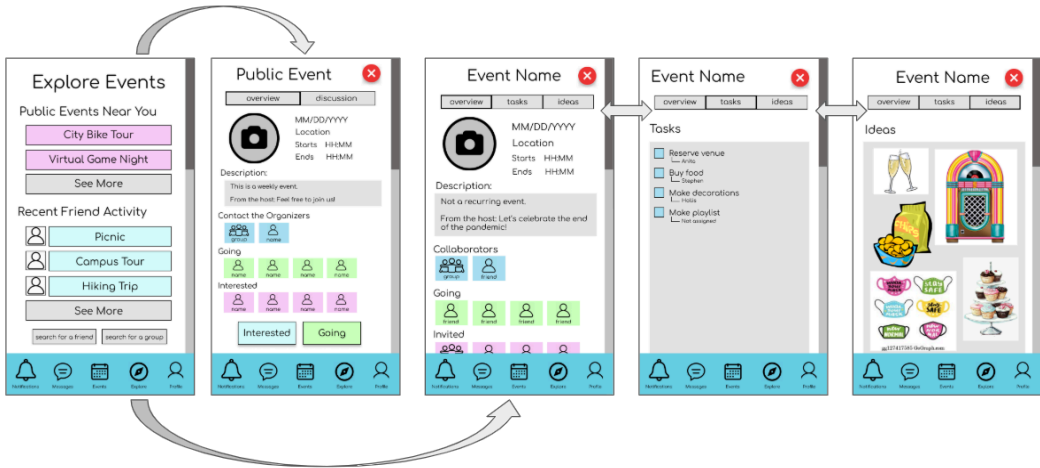 Explore Events
Public Events Near You
City Bike Tour
Virtual Game Night
See More
Recent Friend Activity
Picnic
Campus Tour
Hiking Trip
See More
search for a friend search for a group
Notifications Messages Events Explore Profile
Public Event
overview discussion
MM/DD/YYYY
Location
Starts HH:MM
Ends HH:MM
Description:
This is a weekly event.
From the host: Feel free to join us!
Contact the Organizers
group name
Going
name name name name
Interested
name name name name
Interested Going
Notifications Messages Events Explore Profile
Event Name
overview tasks ideas
MM/DD/YYYY
Location
Starts HH:MM
Ends HH:MM
Description:
Not a recurring event.
From the host: Let's celebrate the end
of the pandemic!
Collaborators
group friend
Going
friend friend friend friend
Invited
Notifications Messages Events Explore Profile
Event Name
overview tasks ideas
Tasks
Reserve venue
Anita
Buy food
Stephen
Make decorations
Make playlist
Not assigned
Notifications Messages Events Explore Profile
Event Name
overview tasks ideas
Ideas
CHIPS
STAY
SAFE
Notifications Messages Events Explore Profile